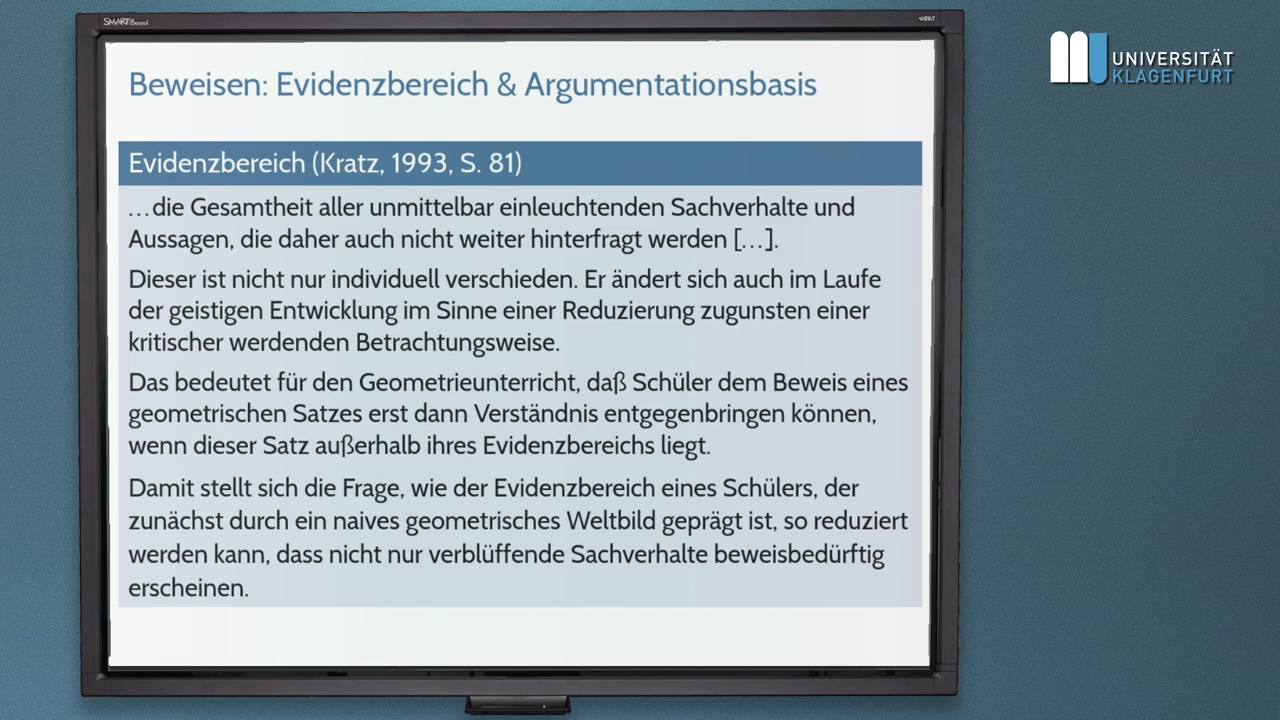 SMART Board
UNIVERSITÄT
KLAGENFURT
Beweisen: Evidenzbereich & Argumentationsbasis
Evidenzbereich (Kratz, 1993, S. 81)
…die Gesamtheit aller unmittelbar einleuchtenden Sachverhalte und
Aussagen, die daher auch nicht weiter hinterfragt werden […].
Dieser ist nicht nur individuell verschieden. Er ändert sich auch im Laufe
der geistigen Entwicklung im Sinne einer Reduzierung zugunsten einer
kritischer werdenden Betrachtungsweise.
Das bedeutet für den Geometrieunterricht, daß Schüler dem Beweis eines
geometrischen Satzes erst dann Verständnis entgegenbringen können,
wenn dieser Satz außerhalb ihres Evidenzbereichs liegt.
Damit stellt sich die Frage, wie der Evidenzbereich eines Schülers, der
zunächst durch ein naives geometrisches Weltbild geprägt ist, so reduziert
werden kann, dass nicht nur verblüffende Sachverhalte beweisbedürftig
erscheinen.